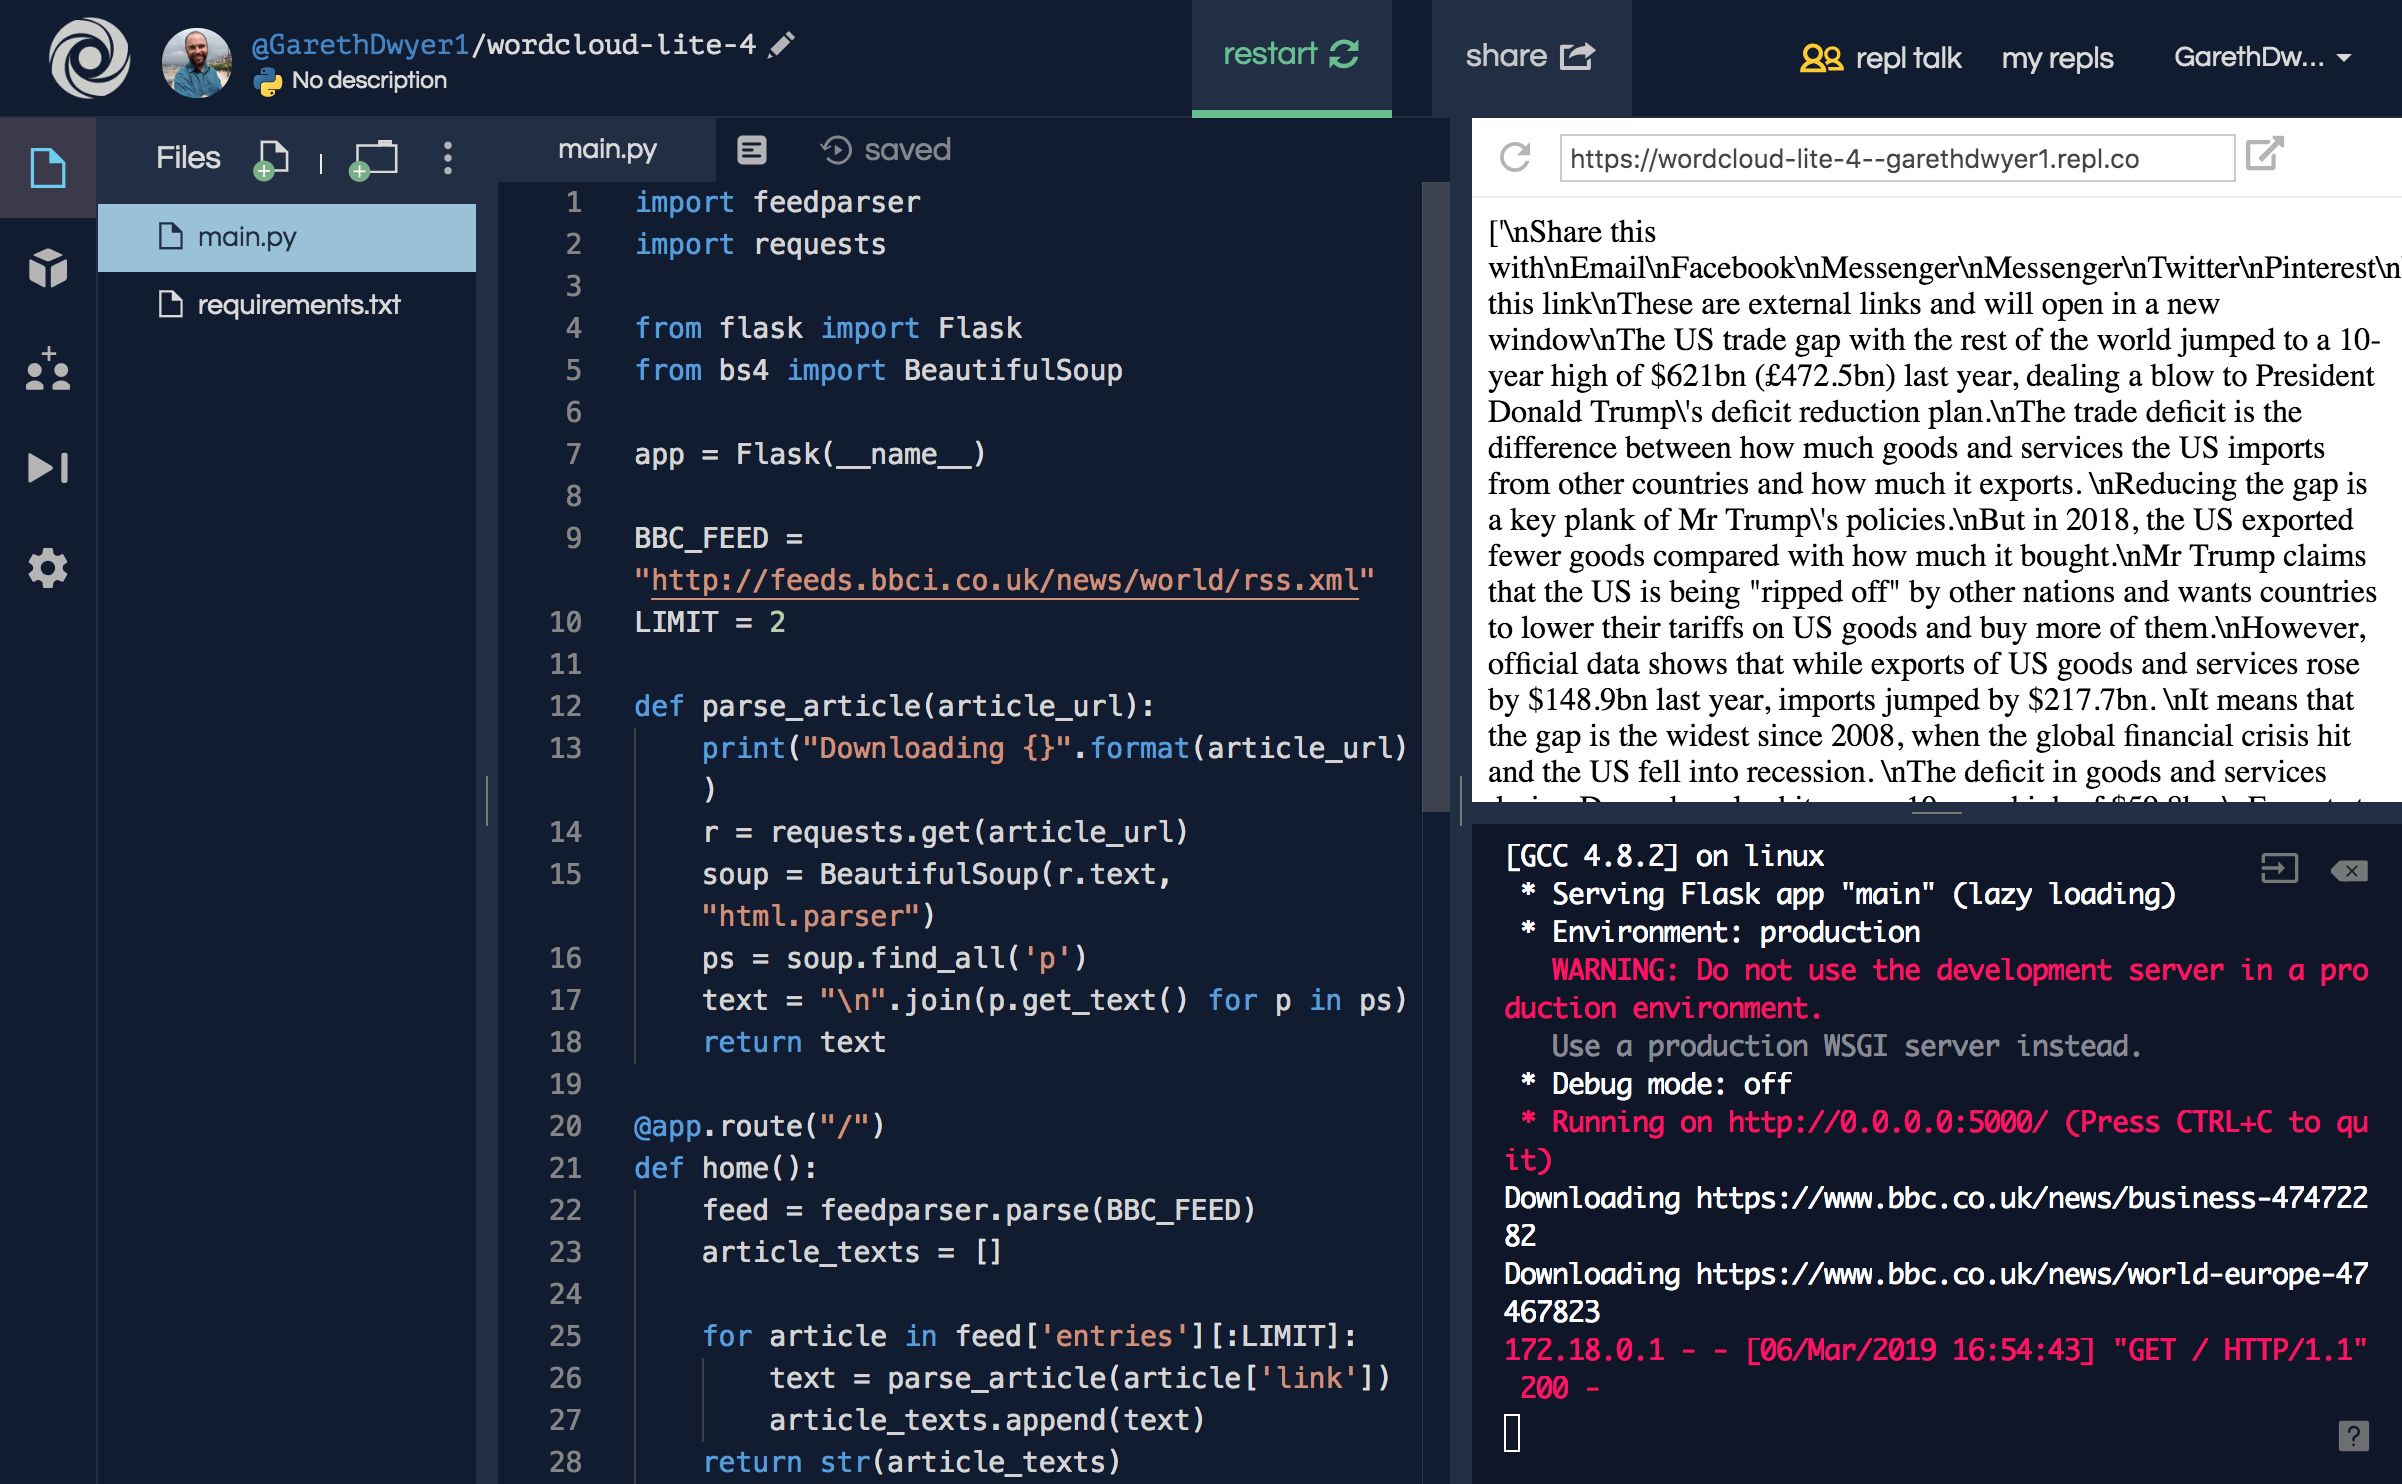 @GarethDwyer1/wordcloud-lite-4
No description
restart
share
repl talk
my repls
GarethDw...
Files
main.py
requirements.txt
main.py
saved
1 import feedparser
2 import requests
3
4 from flask import Flask
5 from bs4 import BeautifulSoup
6
7 app = Flask(__name__)
8
9 BBC_FEED =
"http://feeds.bbci.co.uk/news/world/rss.xml"
10 LIMIT = 2
11
12 def parse_article(article_url):
13 print("Downloading {}".format(article_url)
)
14 r = requests.get(article_url)
15 soup = BeautifulSoup(r.text,
"html.parser")
16 ps = soup.find_all('p')
17 text = "\n".join(p.get_text() for p in ps)
18 return text
19
20 @app.route("/")
21 def home():
22 feed = feedparser.parse(BBC_FEED)
23 article_texts = []
24
25 for article in feed['entries'][:LIMIT]:
26 text = parse_article(article['link'])
27 article_texts.append(text)
28 return str(article_texts)
https://wordcloud-lite-4--garethdwyer1.repl.co
['\nShare this
with\nEmail\nFacebook\nMessenger\nMessenger\nTwitter\nPinterest\n
this link\nThese are external links and will open in a new
window\nThe US trade gap with the rest of the world jumped to a 10-
year high of $621bn (£472.5bn) last year, dealing a blow to President
Donald Trump\'s deficit reduction plan.\nThe trade deficit is the
difference between how much goods and services the US imports
from other countries and how much it exports. \nReducing the gap is
a key plank of Mr Trump\'s policies.\nBut in 2018, the US exported
fewer goods compared with how much it bought.\nMr Trump claims
that the US is being "ripped off" by other nations and wants countries
to lower their tariffs on US goods and buy more of them.\nHowever,
official data shows that while exports of US goods and services rose
by $148.9bn last year, imports jumped by $217.7bn. \nIt means that
the gap is the widest since 2008, when the global financial crisis hit
and the US fell into recession. \nThe deficit in goods and services
[GCC 4.8.2] on linux
* Serving Flask app "main" (lazy loading)
* Environment: production
WARNING: Do not use the development server in a pro
duction environment.
Use a production WSGI server instead.
* Debug mode: off
* Running on http://0.0.0.0:5000/ (Press CTRL+C to qu
it)
Downloading https://www.bbc.co.uk/news/business-474722
82
Downloading https://www.bbc.co.uk/news/world-europe-47
467823
172.18.0.1 - - [06/Mar/2019 16:54:43] "GET / HTTP/1.1"
200 -
?